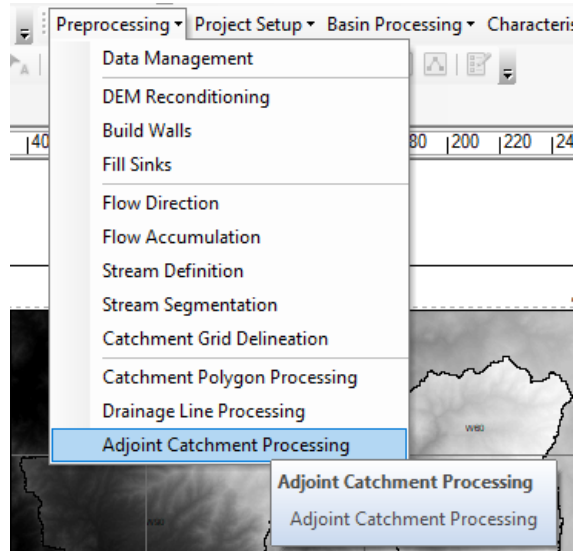 Preprocessing Project Setup Basin Processing Characteris
Data Management
DEM Reconditioning
Build Walls
Fill Sinks
Flow Direction
Flow Accumulation
Stream Definition
Stream Segmentation
Catchment Grid Delineation
Catchment Polygon Processing
Drainage Line Processing
Adjoint Catchment Processing
Adjoint Catchment Processing
Adjoint Catchment Processing
40 80 200 220 24
W60